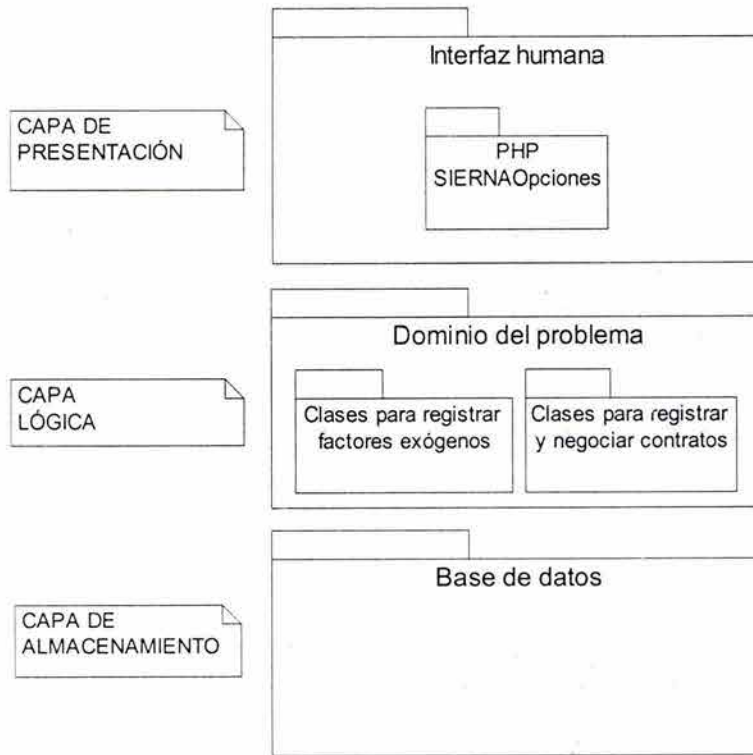 Interfaz humana
CAPA DE
PRESENTACIÓN
PHP
SIERNAOpciones
Dominio del problema
CAPA
LÓGICA
Clases para registrar
factores exógenos
Clases para registrar
y negociar contratos
Base de datos
CAPA DE
ALMACENAMIENTO